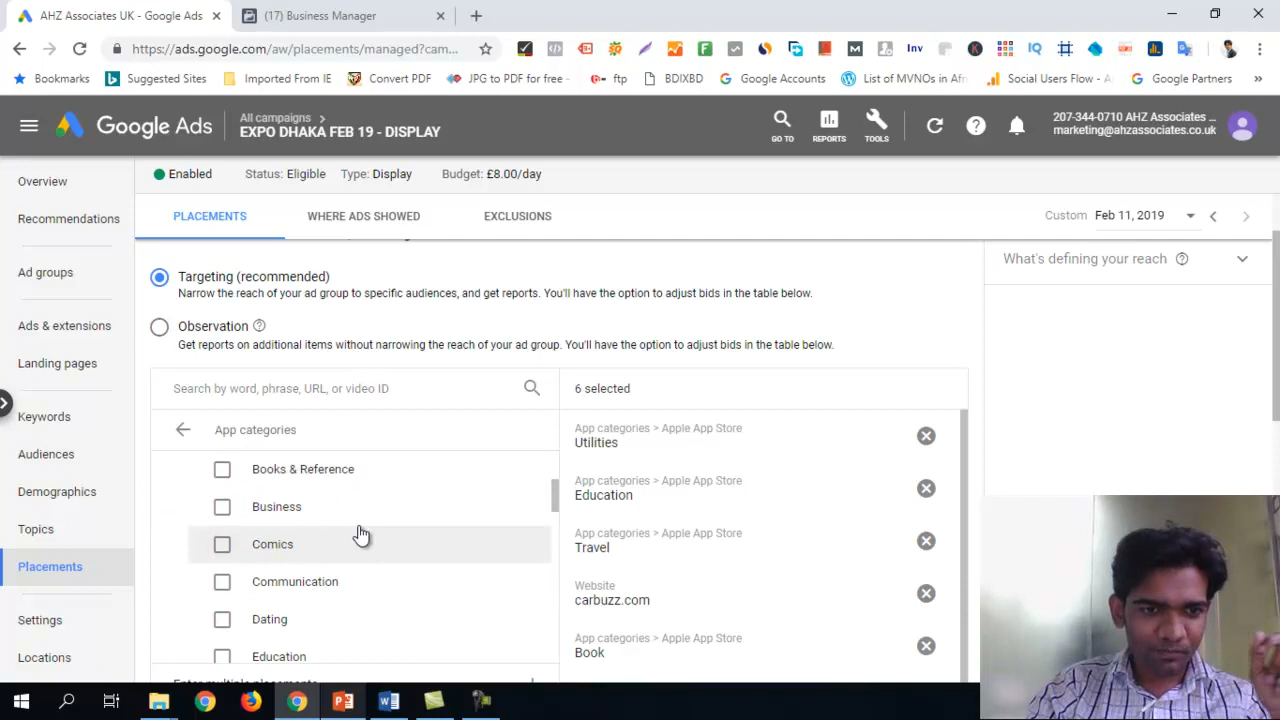 AHZ Associates UK - Google Ads
(17) Business Manager
https://ads.google.com/aw/placements/managed?cam...
Inv
Bookmarks
Suggested Sites
Imported From IE
Convert PDF
JPG to PDF for free -
ftp
BDIXBD
Google Accounts
List of MVNOs in Afr
Social Users Flow - A
Google Partners
Google Ads
All campaigns
EXPO DHAKA FEB 19 - DISPLAY
GO TO
REPORTS
TOOLS
207-344-0710 AHZ Associates ...
marketing@ahzassociates.co.uk
Overview
Recommendations
Ad groups
Ads & extensions
Landing pages
Keywords
Audiences
Demographics
Topics
Placements
Settings
Locations
Enabled
Status: Eligible
Type: Display
Budget: £8.00/day
PLACEMENTS
WHERE ADS SHOWED
EXCLUSIONS
Custom
Feb 11, 2019
Targeting (recommended)
Narrow the reach of your ad group to specific audiences, and get reports. You'll have the option to adjust bids in the table below.
Observation
Get reports on additional items without narrowing the reach of your ad group. You'll have the option to adjust bids in the table below.
What's defining your reach
Search by word, phrase, URL, or video ID
App categories
Books & Reference
Business
Comics
Communication
Dating
Education
6 selected
App categories > Apple App Store
Utilities
App categories > Apple App Store
Education
App categories > Apple App Store
Travel
Website
carbuzz.com
App categories > Apple App Store
Book